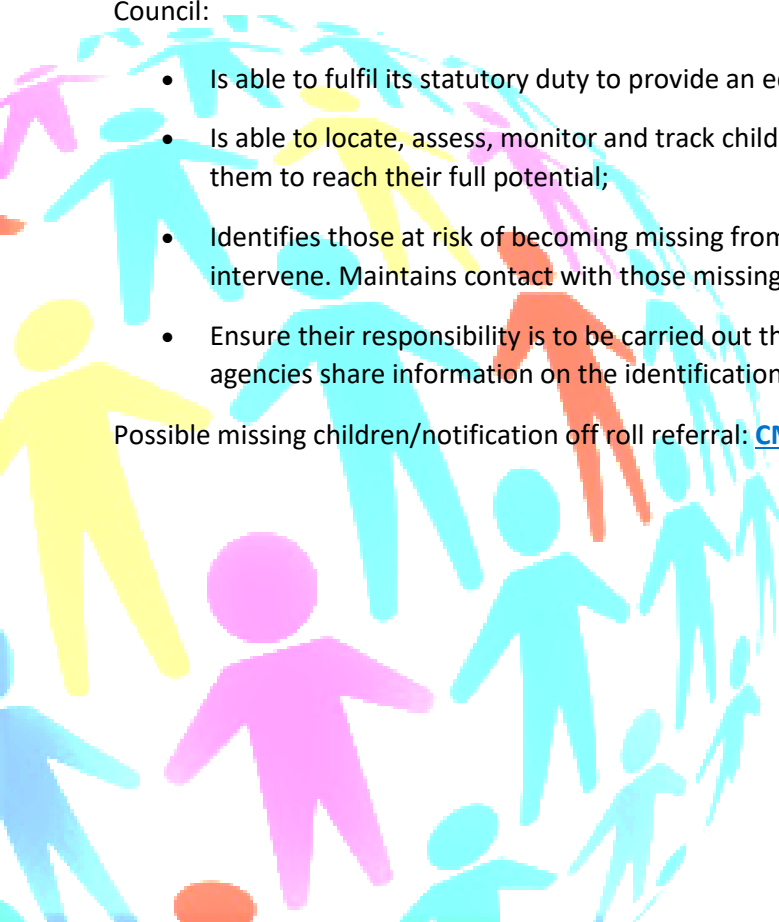 Council:
• Is able to fulfil its statutory duty to provide an
• Is able to locate, assess, monitor and track child
them to reach their full potential;
• Identifies those at risk of becoming missing from
intervene. Maintains contact with those missing
• Ensure their responsibility is to be carried out th
agencies share information on the identification
Possible missing children/notification off roll referral: